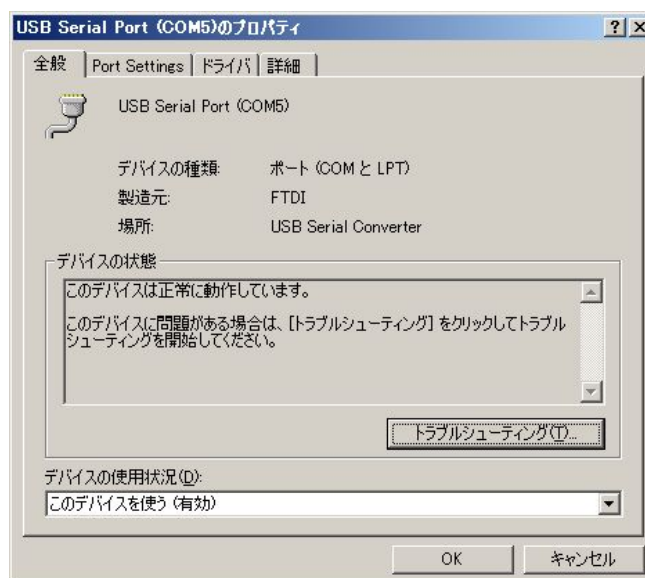 USB Serial Port (COM5)のプロパティ
全般 Port Settings ドライバ 詳細
USB Serial Port (COM5)
デバイスの種類: ポート (COM と LPT)
製造元: FTDI
場所: USB Serial Converter
デバイスの状態
このデバイスは正常に動作しています。
このデバイスに問題がある場合は、[トラブルシューティング] をクリックしてトラブル
シューティングを開始してください。
トラブルシューティング(T)...
デバイスの使用状況(D):
このデバイスを使う (有効)
OK キャンセル